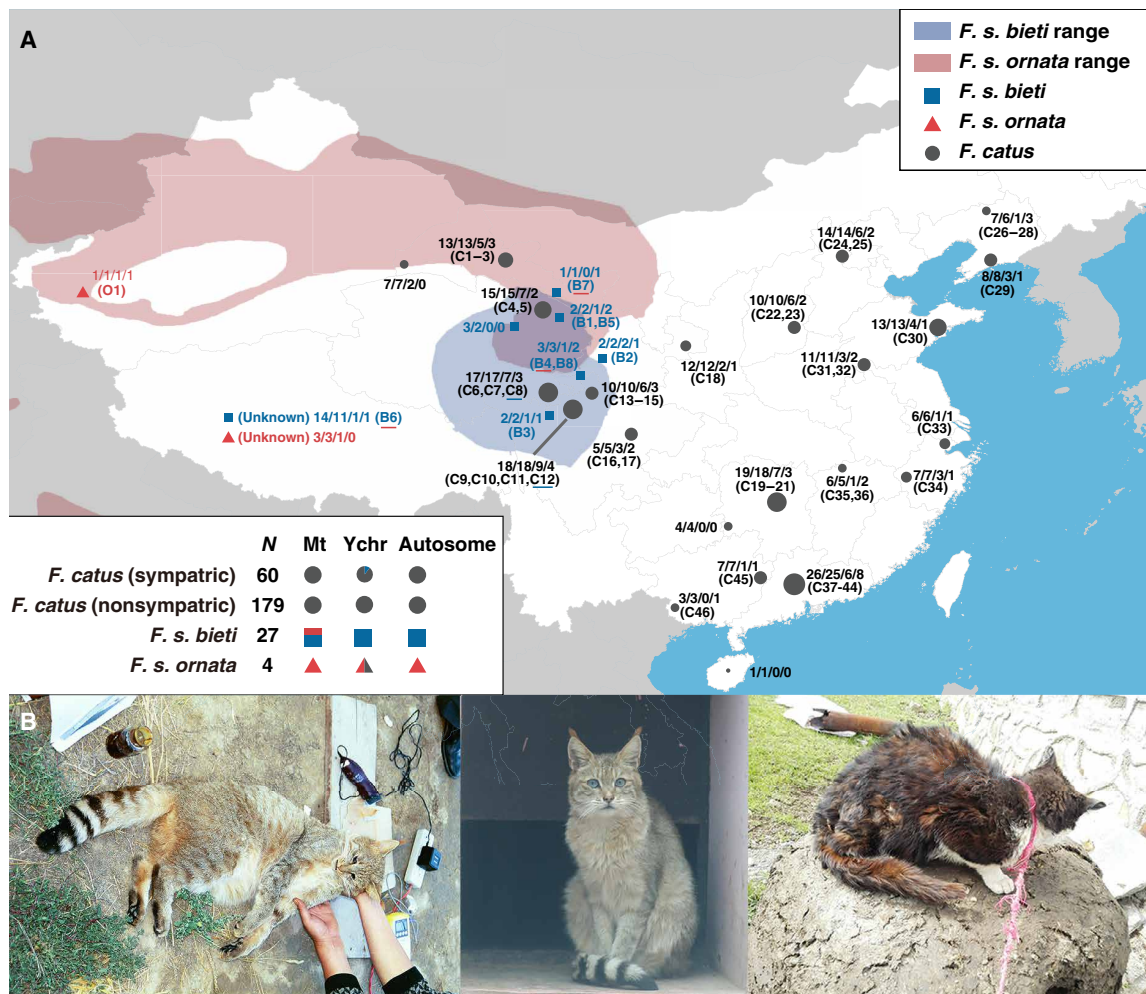 A
F. s. bieti range
F. s. ornata range
F. s. bieti
F. s. ornata
F. catus
7/6/1/3
(C26–28)
14/14/6/2
(C24,25)
13/13/5/3
(C1–3)
8/8/3/1
(C29)
1/1/1/1
(O1)
7/7/2/0
1/1/0/1
(B7)
15/15/7/2
(C4,5)
2/2/1/2
(B1,B5)
3/2/0/0
10/10/6/2
(C22,23)
13/13/4/1
(C30)
3/3/1/2
(B4,B8)
2/2/2/1
(B2)
12/12/2/1
(C18)
11/11/3/2
(C31,32)
17/17/7/3
(C6,C7,C8)
10/10/6/3
(C13–15)
(Unknown) 14/11/1/1 (B6)
(Unknown) 3/3/1/0
2/2/1/1
(B3)
6/6/1/1
(C33)
5/5/3/2
(C16,17)
18/18/9/4
(C9,C10,C11,C12)
19/18/7/3
(C19–21)
6/5/1/2
(C35,36)
7/7/3/1
(C34)
4/4/0/0
7/7/1/1
(C45)
26/25/6/8
(C37-44)
3/3/0/1
(C46)
1/1/0/0
N Mt Ychr Autosome
F. catus (sympatric) 60
F. catus (nonsympatric) 179
F. s. bieti 27
F. s. ornata 4
B